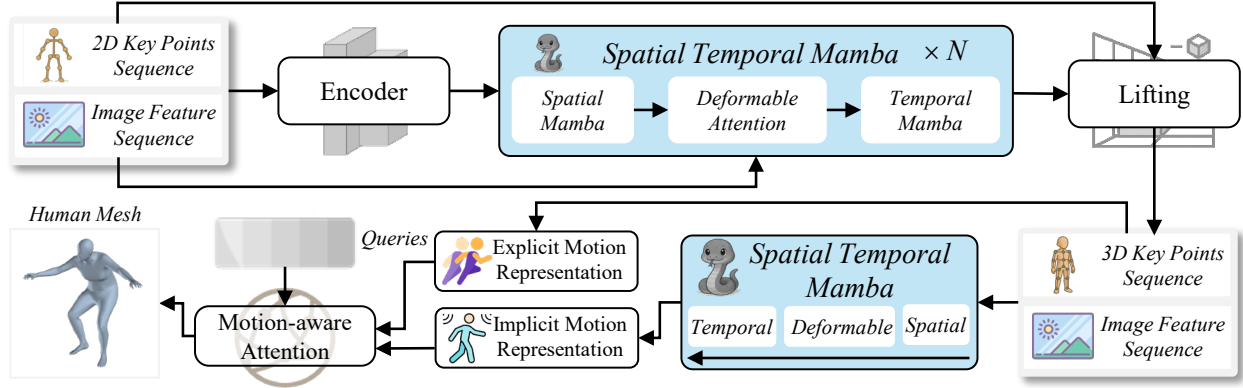 2D Key Points
Sequence
Image Feature
Sequence
Encoder
Spatial Temporal Mamba × N
Spatial
Mamba
Deformable
Attention
Temporal
Mamba
Lifting
Human Mesh
Queries
Motion-aware
Attention
Explicit Motion
Representation
Implicit Motion
Representation
Spatial Temporal
Mamba
Temporal
Deformable
Spatial
3D Key Points
Sequence
Image Feature
Sequence